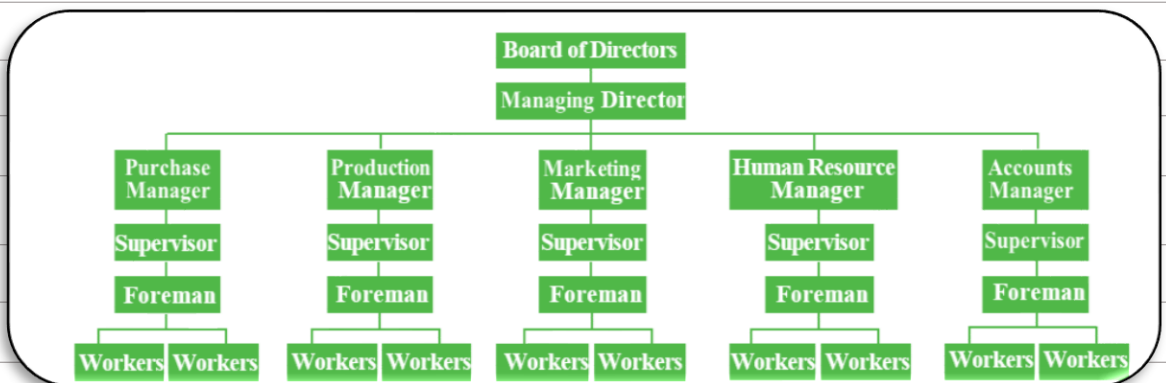 Board of Directors
Managing Director
Purchase
Manager
Production
Manager
Marketing
Manager
Human Resource
Manager
Accounts
Manager
Supervisor
Supervisor
Supervisor
Supervisor
Supervisor
Foreman
Foreman
Foreman
Foreman
Foreman
Workers
Workers
Workers
Workers
Workers
Workers
Workers
Workers
Workers
Workers